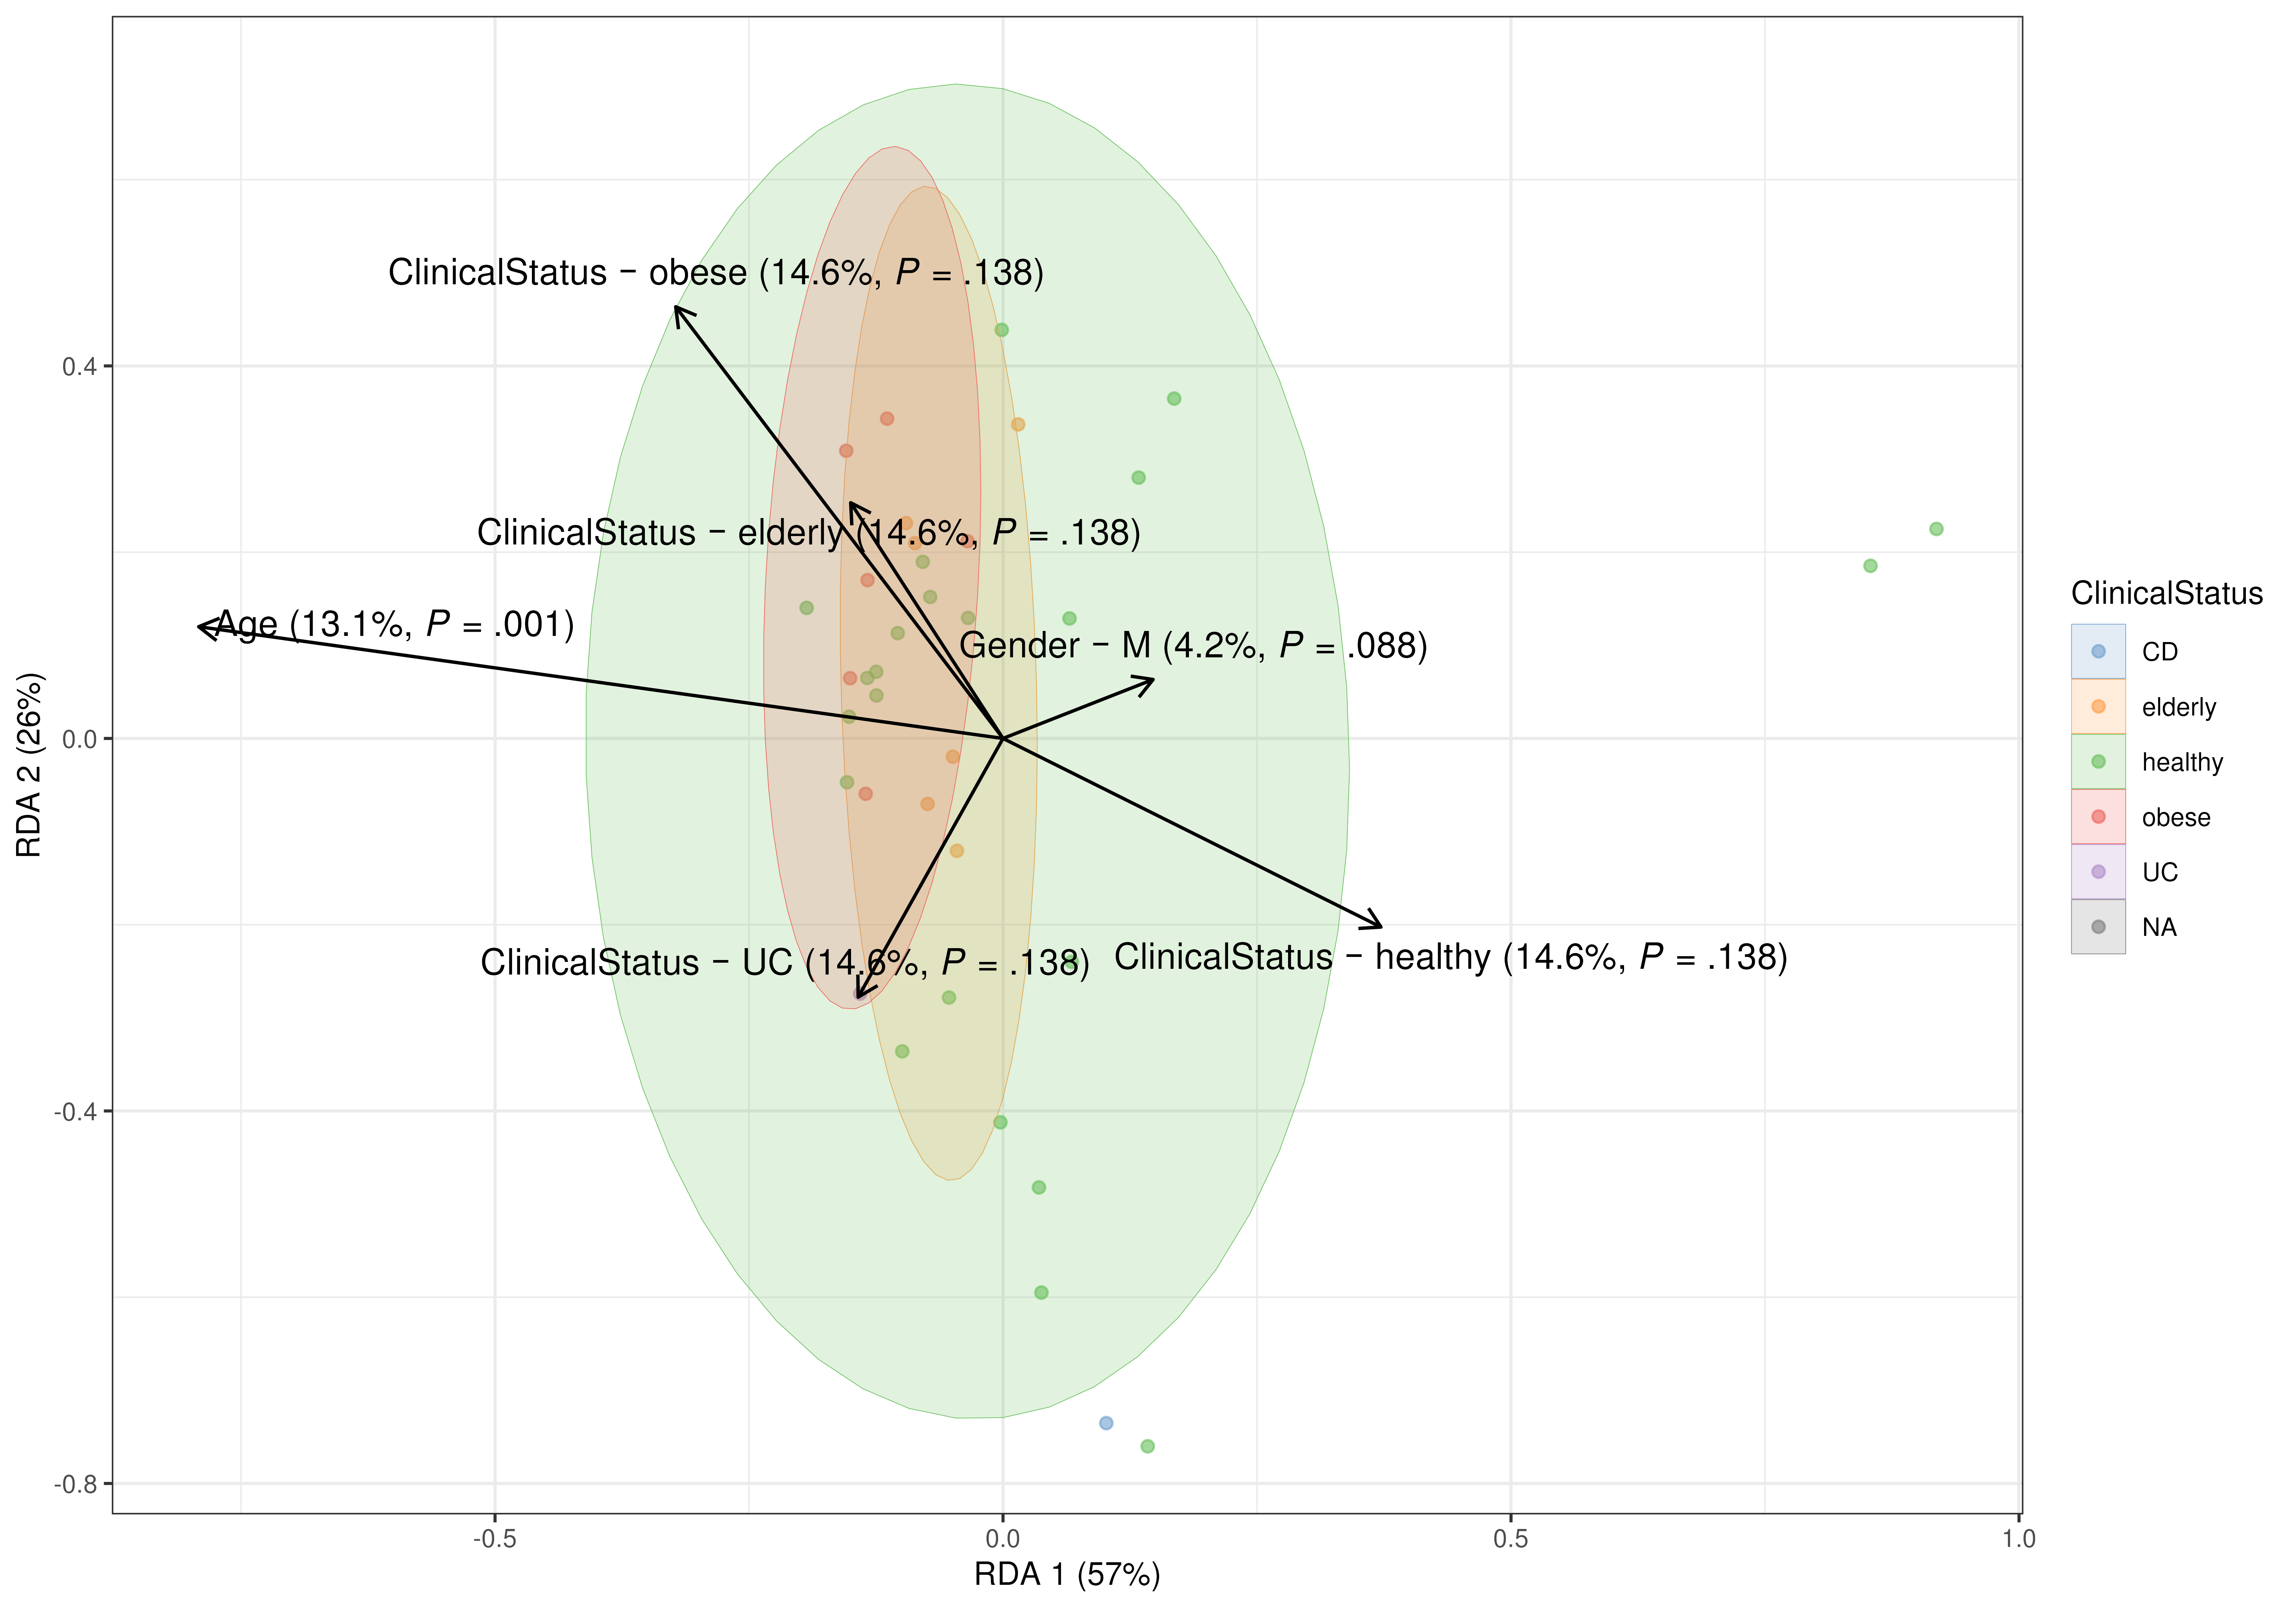 ClinicalStatus − obese (14.6%, P = .138)
ClinicalStatus − elderly (14.6%, P = .138)
Age (13.1%, P = .001)
Gender − M (4.2%, P = .088)
ClinicalStatus − UC (14.6%, P = .138)
ClinicalStatus − healthy (14.6%, P = .138)
0.4
0.0
-0.4
-0.8
RDA 2 (26%)
-0.5
0.0
0.5
1.0
RDA 1 (57%)
ClinicalStatus
CD
elderly
healthy
obese
UC
NA